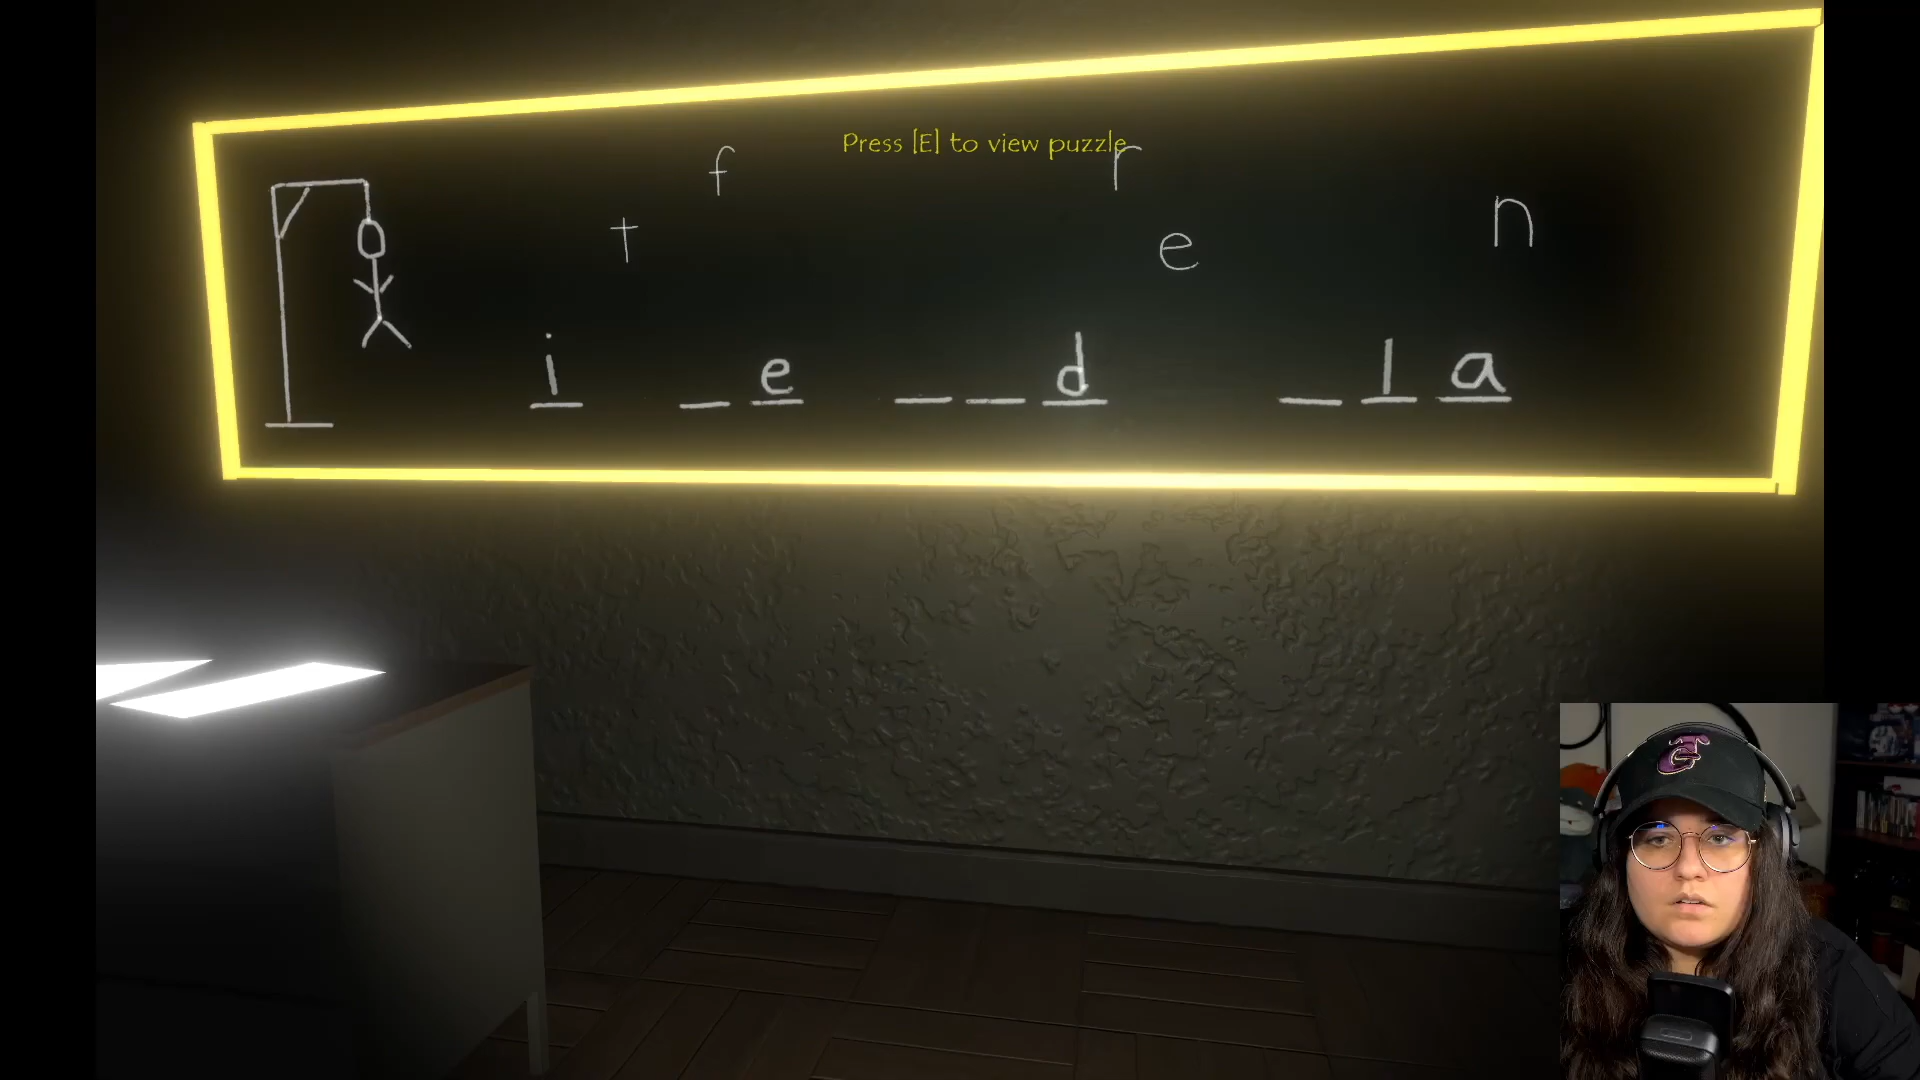 Press [E] to view puzzle
f r
t e n
i _ e _ _ d _ l a